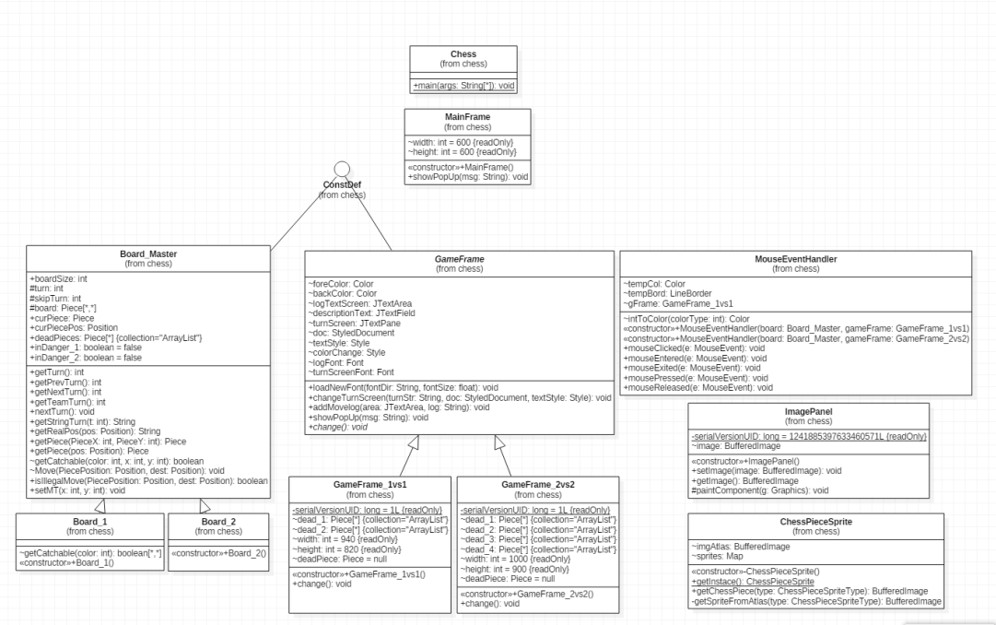 Chess
(from chess)
+main(args: String[*]): void
MainFrame
(from chess)
~width: int = 600 {readOnly}
~height: int = 600 {readOnly}
«constructor»+MainFrame()
+showPopUp(msg: String): void
ConstDef
(from chess)
Board_Master
(from chess)
+boardSize: int
#turn: int
#skipTurn: int
#board: Piece[*,*]
+curPiece: Piece
+curPiecePos: Position
+deadPieces: Piece[*] {collection="ArrayList"}
+inDanger_1: boolean = false
+inDanger_2: boolean = false
+getTurn(): int
+getPrevTurn(): int
+getNextTurn(): int
+getTeamTurn(): int
+nextTurn(): void
+getStringTurn(t: int): String
+getRealPos(pos: Position): String
+getPiece(PieceX: int, PieceY: int): Piece
+getPiece(pos: Position): Piece
~getCatchable(color: int, x: int, y: int): boolean
~Move(PiecePosition: Position, dest: Position): void
+isIllegalMove(PiecePosition: Position, dest: Position): boolean
+setMT(x: int, y: int): void
GameFrame
(from chess)
~foreColor: Color
~backColor: Color
~logTextScreen: JTextArea
~descriptionText: JTextField
~turnScreen: JTextPane
~doc: StyledDocument
~textStyle: Style
~colorChange: Style
~logFont: Font
~turnScreenFont: Font
+loadNewFont(fontDir: String, fontSize: float): void
+changeTurnScreen(turnStr: String, doc: StyledDocument, textStyle: Style): void
+addMovelog(area: JTextArea, log: String): void
+showPopUp(msg: String): void
+change(): void
MouseEventHandler
(from chess)
~tempCol: Color
~tempBord: LineBorder
~gFrame: GameFrame_1vs1
~intToColor(colorType: int): Color
«constructor»+MouseEventHandler(board: Board_Master, gameFrame: GameFrame_1vs1)
«constructor»+MouseEventHandler(board: Board_Master, gameFrame: GameFrame_2vs2)
+mouseClicked(e: MouseEvent): void
+mouseEntered(e: MouseEvent): void
+mouseExited(e: MouseEvent): void
+mousePressed(e: MouseEvent): void
+mouseReleased(e: MouseEvent): void
ImagePanel
(from chess)
-serialVersionUID: long = 1241885397633460571L {readOnly}
~image: BufferedImage
«constructor»+ImagePanel()
+setImage(image: BufferedImage): void
+getImage(): BufferedImage
#paintComponent(g: Graphics): void
Board_1
(from chess)
~getCatchable(color: int): boolean[*,*]
«constructor»+Board_1()
Board_2
(from chess)
«constructor»+Board_2()
GameFrame_1vs1
(from chess)
-serialVersionUID: long = 1L {readOnly}
~dead_1: Piece[*] {collection="ArrayList"}
~dead_2: Piece[*] {collection="ArrayList"}
~width: int = 940 {readOnly}
~height: int = 820 {readOnly}
~deadPiece: Piece = null
«constructor»+GameFrame_1vs1()
+change(): void
GameFrame_2vs2
(from chess)
-serialVersionUID: long = 1L {readOnly}
~dead_1: Piece[*] {collection="ArrayList"}
~dead_2: Piece[*] {collection="ArrayList"}
~dead_3: Piece[*] {collection="ArrayList"}
~dead_4: Piece[*] {collection="ArrayList"}
~width: int = 1000 {readOnly}
~height: int = 900 {readOnly}
~deadPiece: Piece = null
«constructor»+GameFrame_2vs2()
+change(): void
ChessPieceSprite
(from chess)
~imgAtlas: BufferedImage
~sprites: Map
«constructor»-ChessPieceSprite()
+getInstace(): ChessPieceSprite
+getChessPiece(type: ChessPieceSpriteType): BufferedImage
-getSpriteFromAtlas(type: ChessPieceSpriteType): BufferedImage